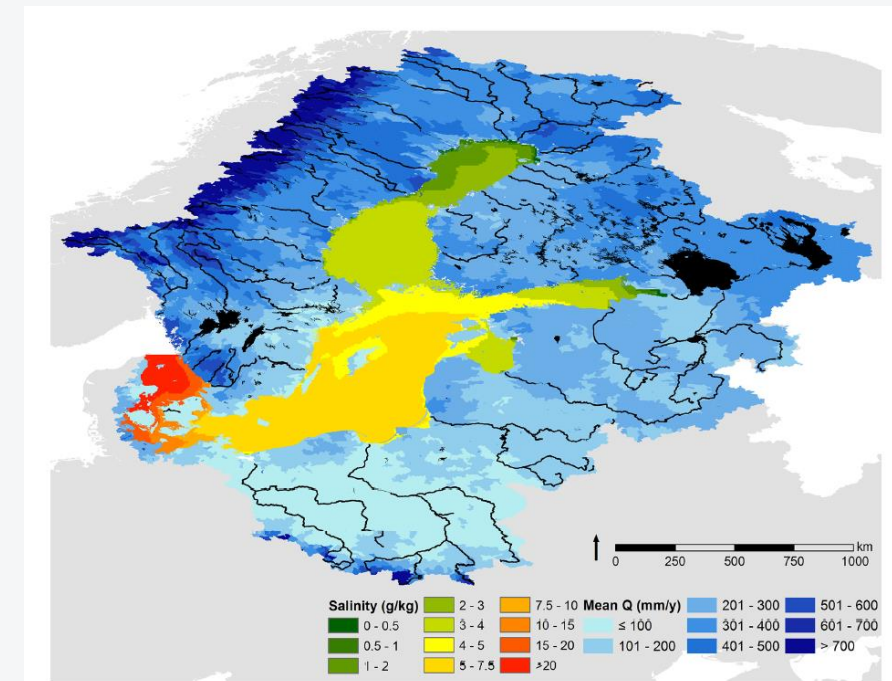 km
0 250 500 750 1000
Salinity (g/kg) 2 - 3 7.5 - 10 Mean Q (mm/y) 201 - 300 501 - 600
0 - 0.5 3 - 4 10 - 15 ≤ 100 301 - 400 601 - 700
0.5 - 1 4 - 5 15 - 20 101 - 200 401 - 500 > 700
1 - 2 5 - 7.5 >20